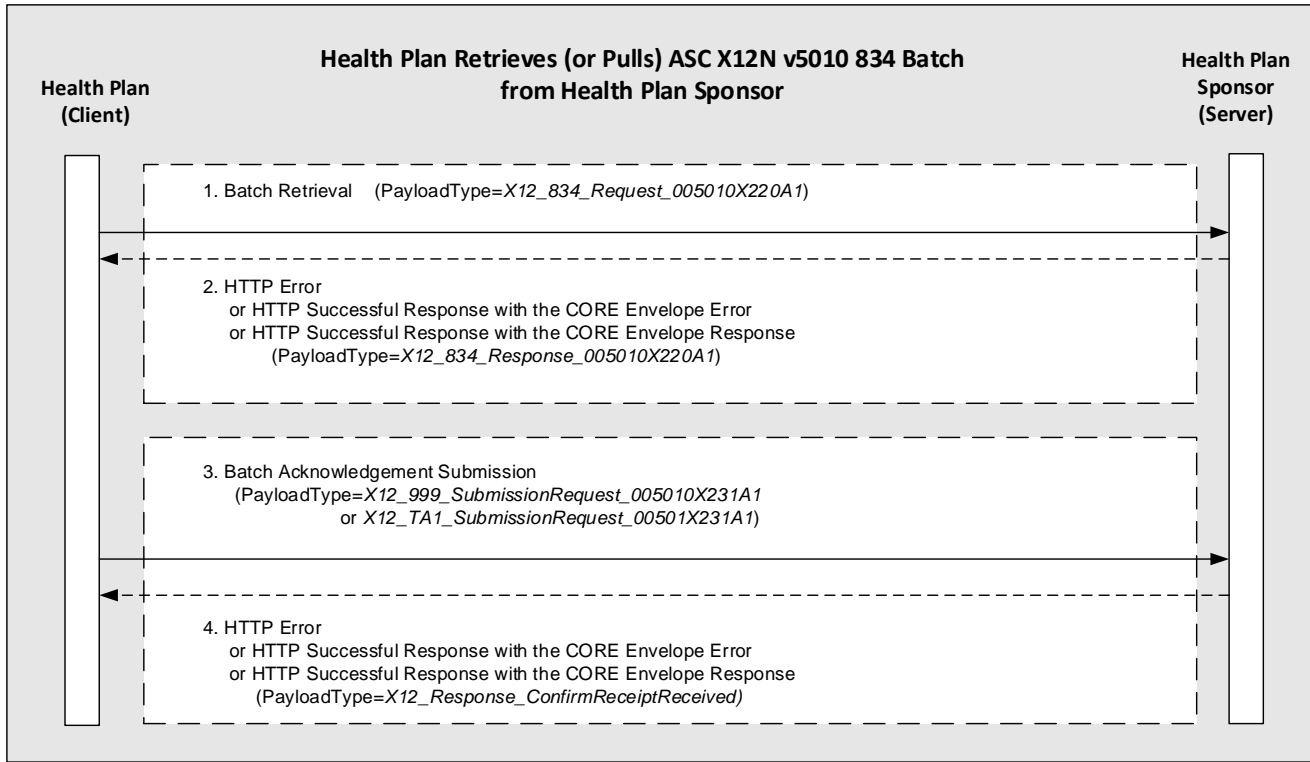 Health Plan Retrieves (or Pulls) ASC X12N v5010 834 Batch
from Health Plan Sponsor
Health Plan
(Client)
Health Plan
Sponsor
(Server)
1. Batch Retrieval (PayloadType=X12_834_Request_005010X220A1)
2. HTTP Error
or HTTP Successful Response with the CORE Envelope Error
or HTTP Successful Response with the CORE Envelope Response
(PayloadType=X12_834_Response_005010X220A1)
3. Batch Acknowledgement Submission
(PayloadType=X12_999_SubmissionRequest_005010X231A1
or X12_TA1_SubmissionRequest_00501X231A1)
4. HTTP Error
or HTTP Successful Response with the CORE Envelope Error
or HTTP Successful Response with the CORE Envelope Response
(PayloadType=X12_Response_ConfirmReceiptReceived)